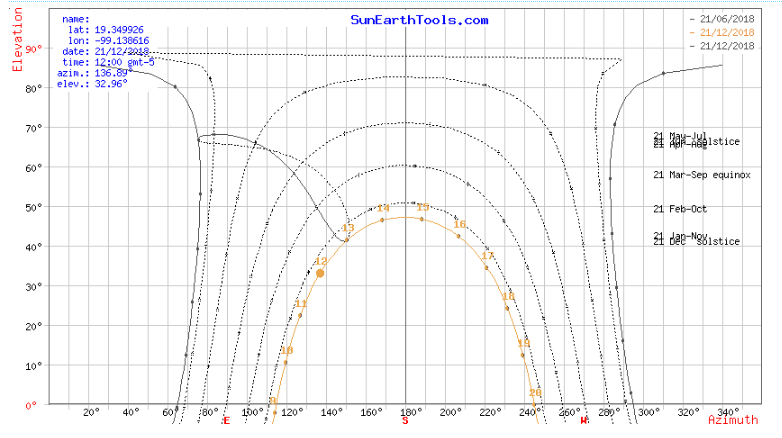 SunEarthTools.com
Elevation
name:
lat: 19.349926
lon: -99.138616
date: 21/12/2018
time: 12:00 gmt-5
azim.: 136.89°
elev.: 32.96°
21/06/2018
21/12/2018
21/12/2018
90°
80°
70°
60°
50°
40°
30°
20°
10°
0°
21 May-Jul
21 Jun solstice
21 Apr-Aug
21 Mar-Sep equinox
21 Feb-Oct
21 Jan-Nov
21 Dec solstice
9
10
11
12
13
14
15
16
17
18
19
20
20°
40°
60°
80°
100°
120°
140°
160°
180°
200°
220°
240°
260°
280°
300°
320°
340°
E
S
W
Azimuth